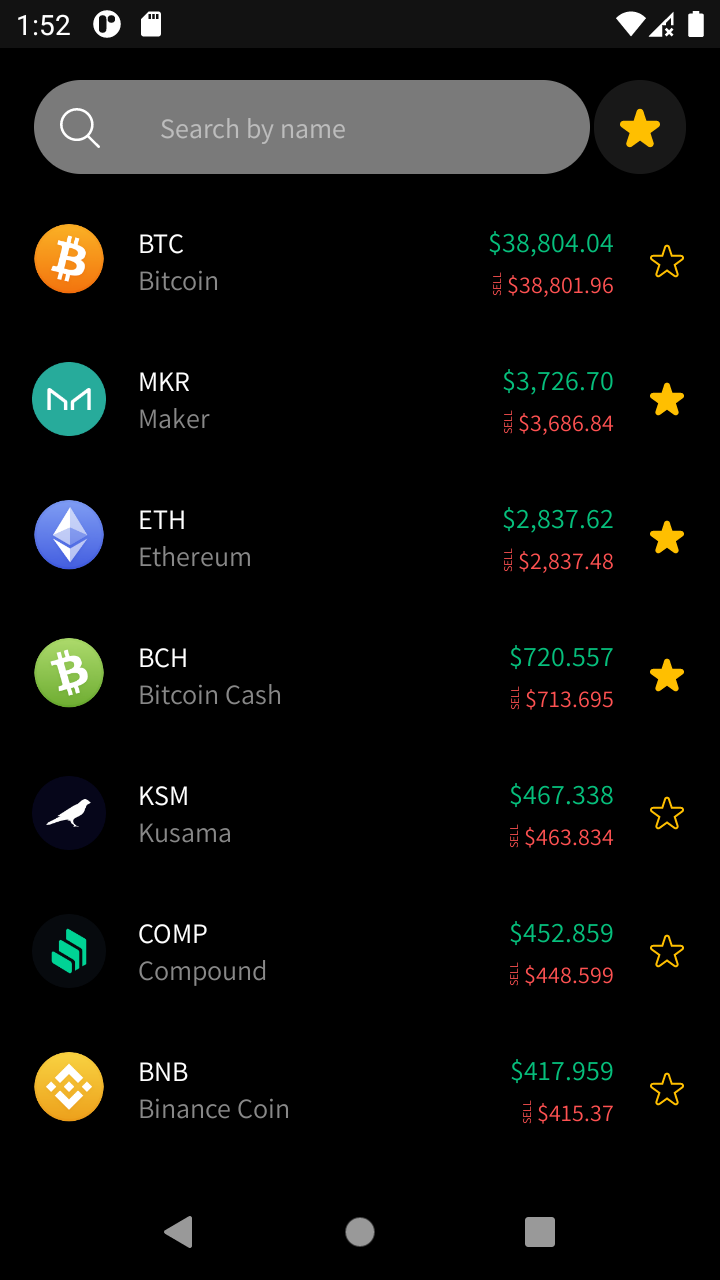 1:52
Search by name
BTC
$38,804.04
Bitcoin
SELL $38,801.96
MKR
$3,726.70
Maker
SELL $3,686.84
ETH
$2,837.62
Ethereum
SELL $2,837.48
BCH
$720.557
Bitcoin Cash
SELL $713.695
KSM
$467.338
Kusama
SELL $463.834
COMP
$452.859
Compound
SELL $448.599
BNB
$417.959
Binance Coin
SELL $415.37